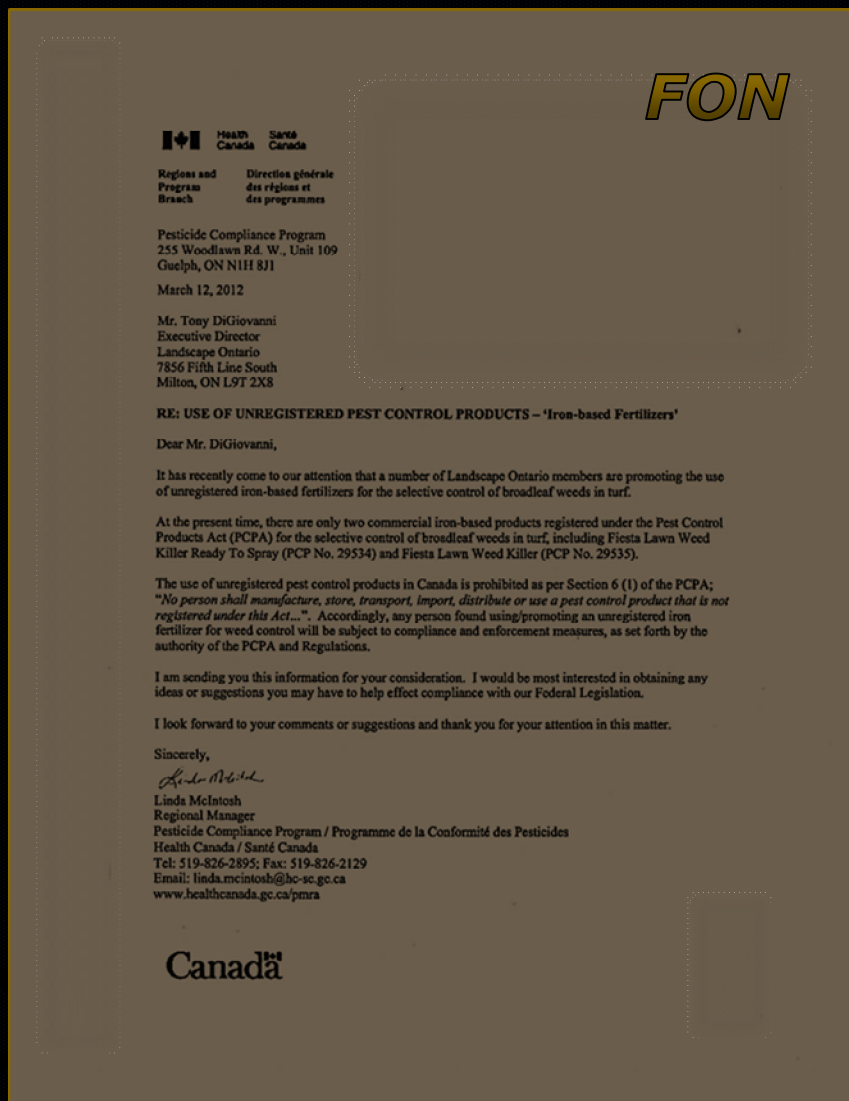 FON
Health Canada Santé Canada
Regions and Program Branch
Direction générale des régions et des programmes
Pesticide Compliance Program
255 Woodlawn Rd. W., Unit 109
Guelph, ON N1H 8J1
March 12, 2012
Mr. Tony DiGiovanni
Executive Director
Landscape Ontario
7856 Fifth Line South
Milton, ON L9T 2X8
RE: USE OF UNREGISTERED PEST CONTROL PRODUCTS – ‘Iron-based Fertilizers’
Dear Mr. DiGiovanni,
It has recently come to our attention that a number of Landscape Ontario members are promoting the use
of unregistered iron-based fertilizers for the selective control of broadleaf weeds in turf.
At the present time, there are only two commercial iron-based products registered under the Pest Control
Products Act (PCPA) for the selective control of broadleaf weeds in turf, including Fiesta Lawn Weed
Killer Ready To Spray (PCP No. 29534) and Fiesta Lawn Weed Killer (PCP No. 29535).
The use of unregistered pest control products in Canada is prohibited as per Section 6 (1) of the PCPA;
“No person shall manufacture, store, transport, import, distribute or use a pest control product that is not
registered under this Act...”. Accordingly, any person found using/promoting an unregistered iron
fertilizer for weed control will be subject to compliance and enforcement measures, as set forth by the
authority of the PCPA and Regulations.
I am sending you this information for your consideration. I would be most interested in obtaining any
ideas or suggestions you may have to help effect compliance with our Federal Legislation.
I look forward to your comments or suggestions and thank you for your attention in this matter.
Sincerely,
Linda McIntosh
Regional Manager
Pesticide Compliance Program / Programme de la Conformité des Pesticides
Health Canada / Santé Canada
Tel: 519-826-2895; Fax: 519-826-2129
Email: linda.mcintosh@hc-sc.gc.ca
www.healthcanada.gc.ca/pmra
Canada